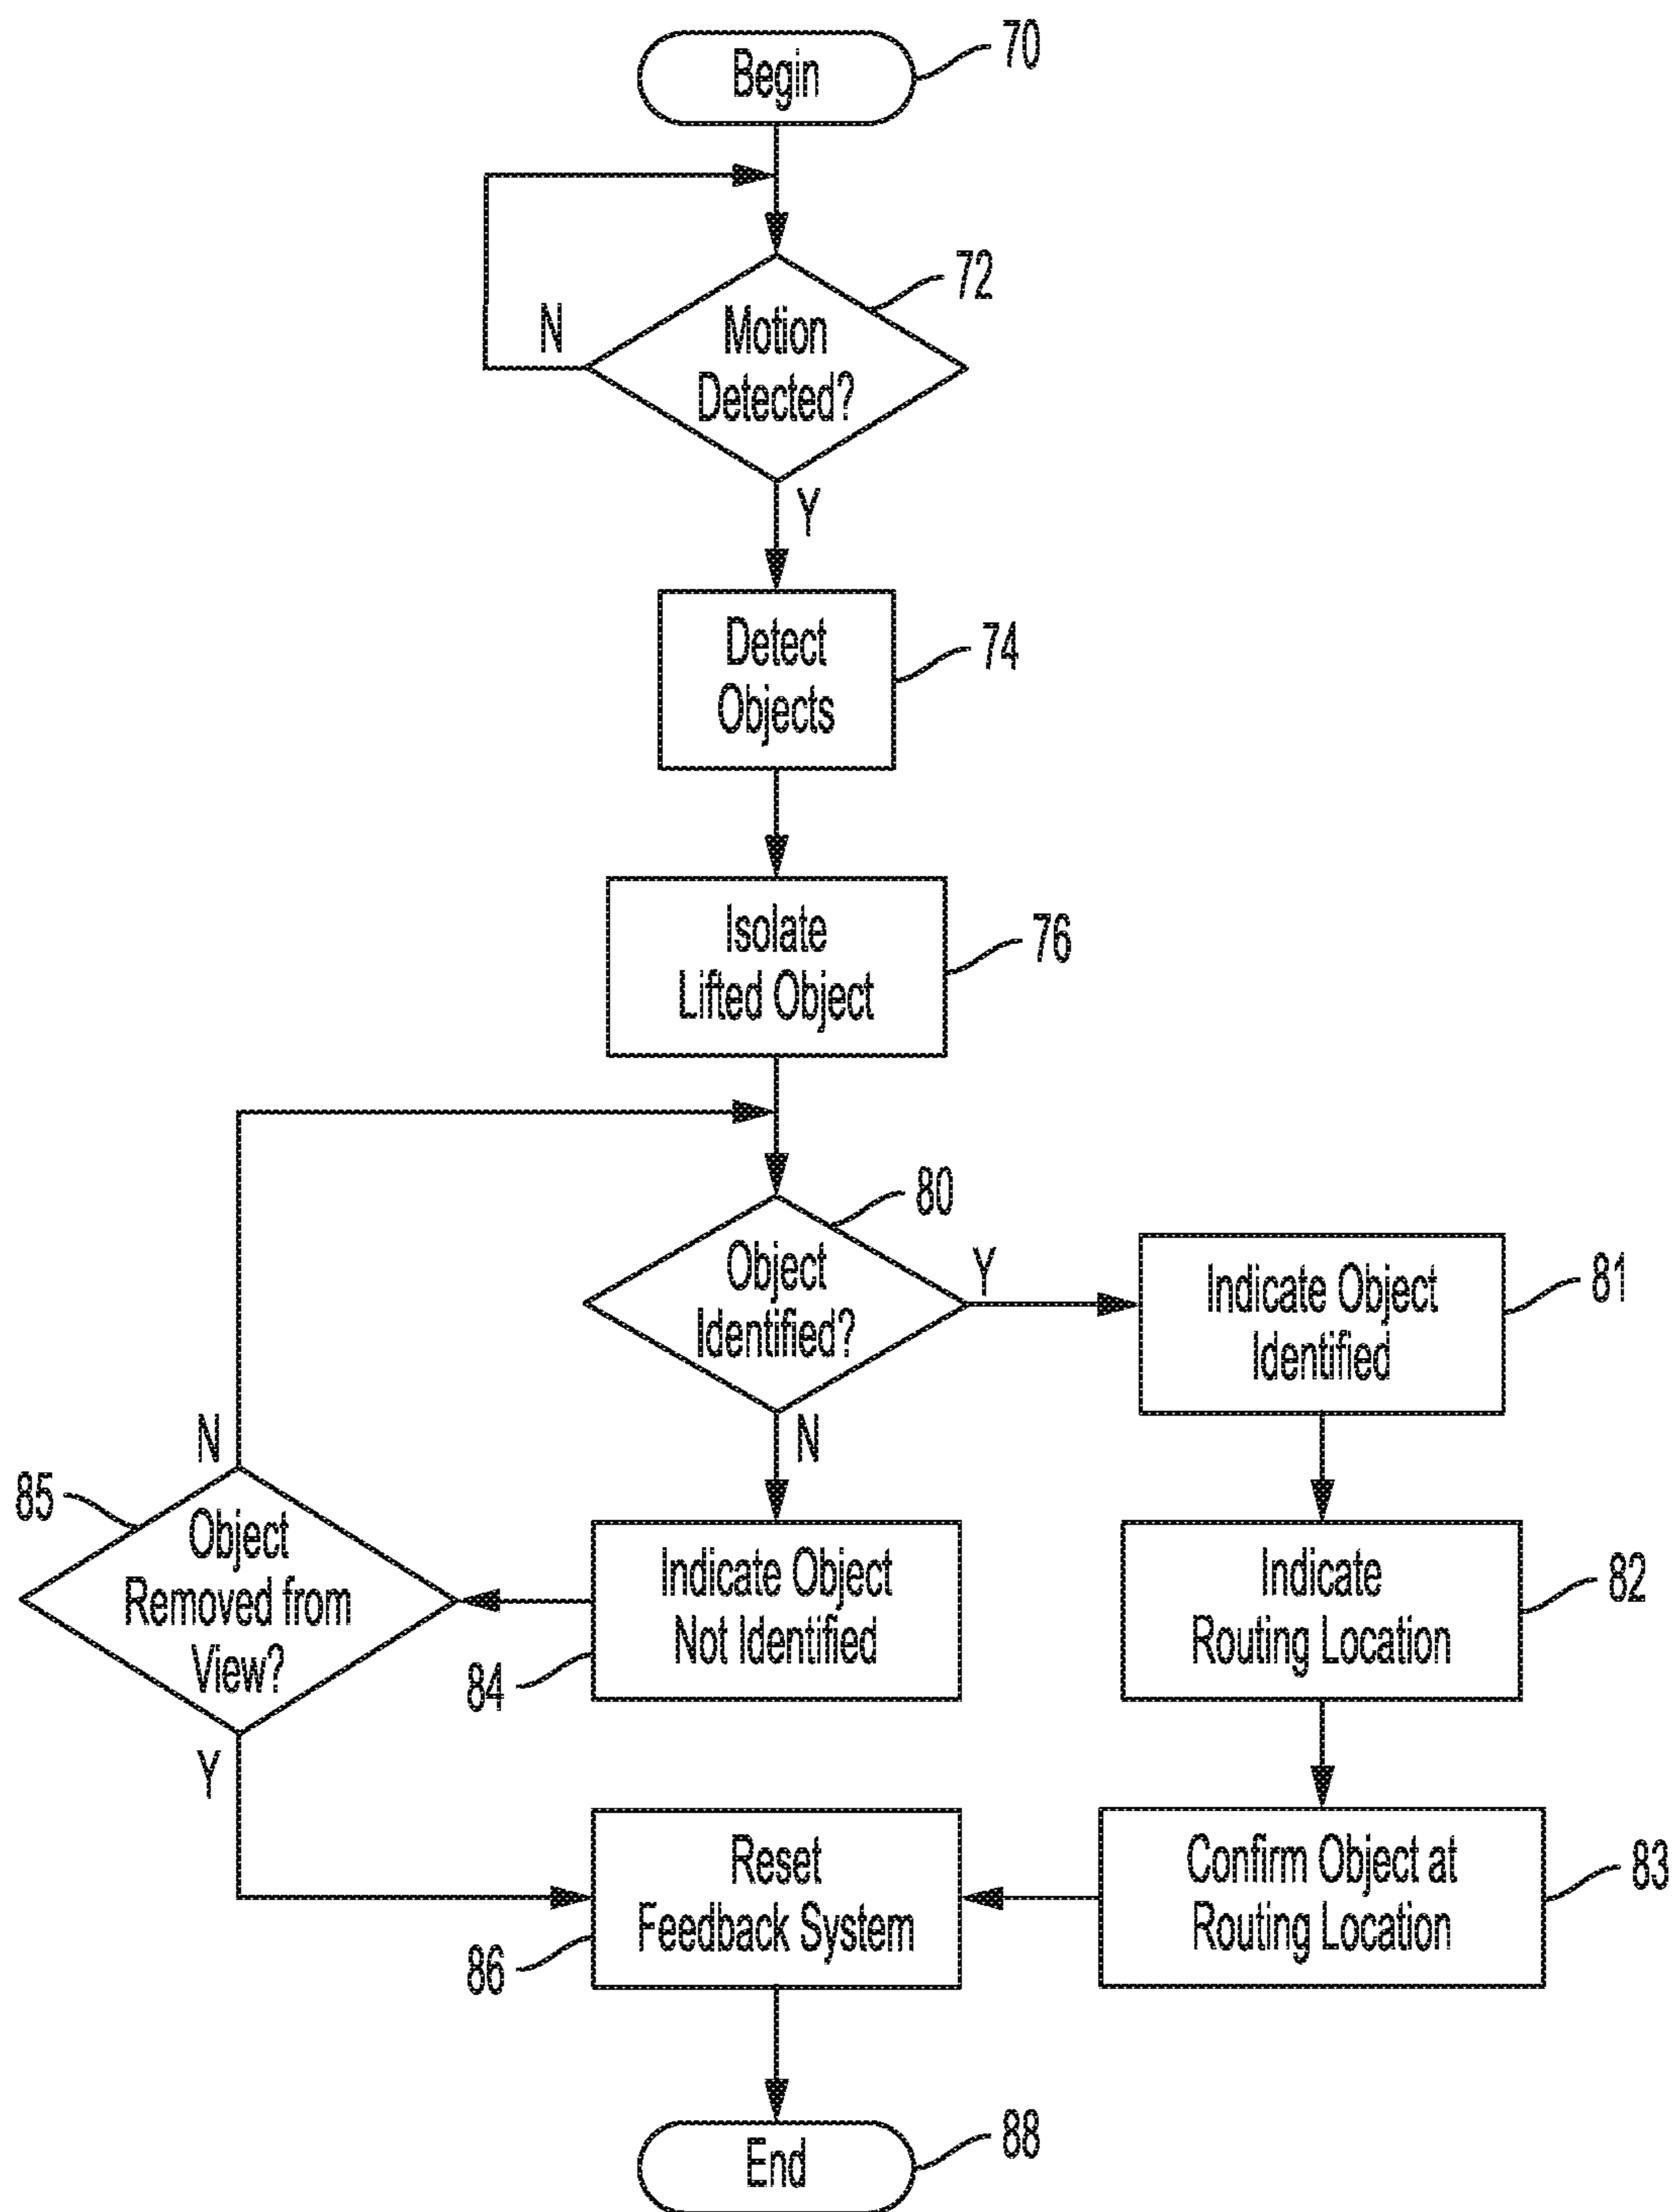 Begin
70
72
Motion
Detected?
N
Y
Detect
Objects
74
Isolate
Lifted Object
76
80
Object
Identified?
Y
N
Indicate Object
Identified
81
85
N
Object
Removed from
View?
Y
Indicate Object
Not Identified
84
Indicate
Routing Location
82
Reset
Feedback System
86
Confirm Object at
Routing Location
83
End
88